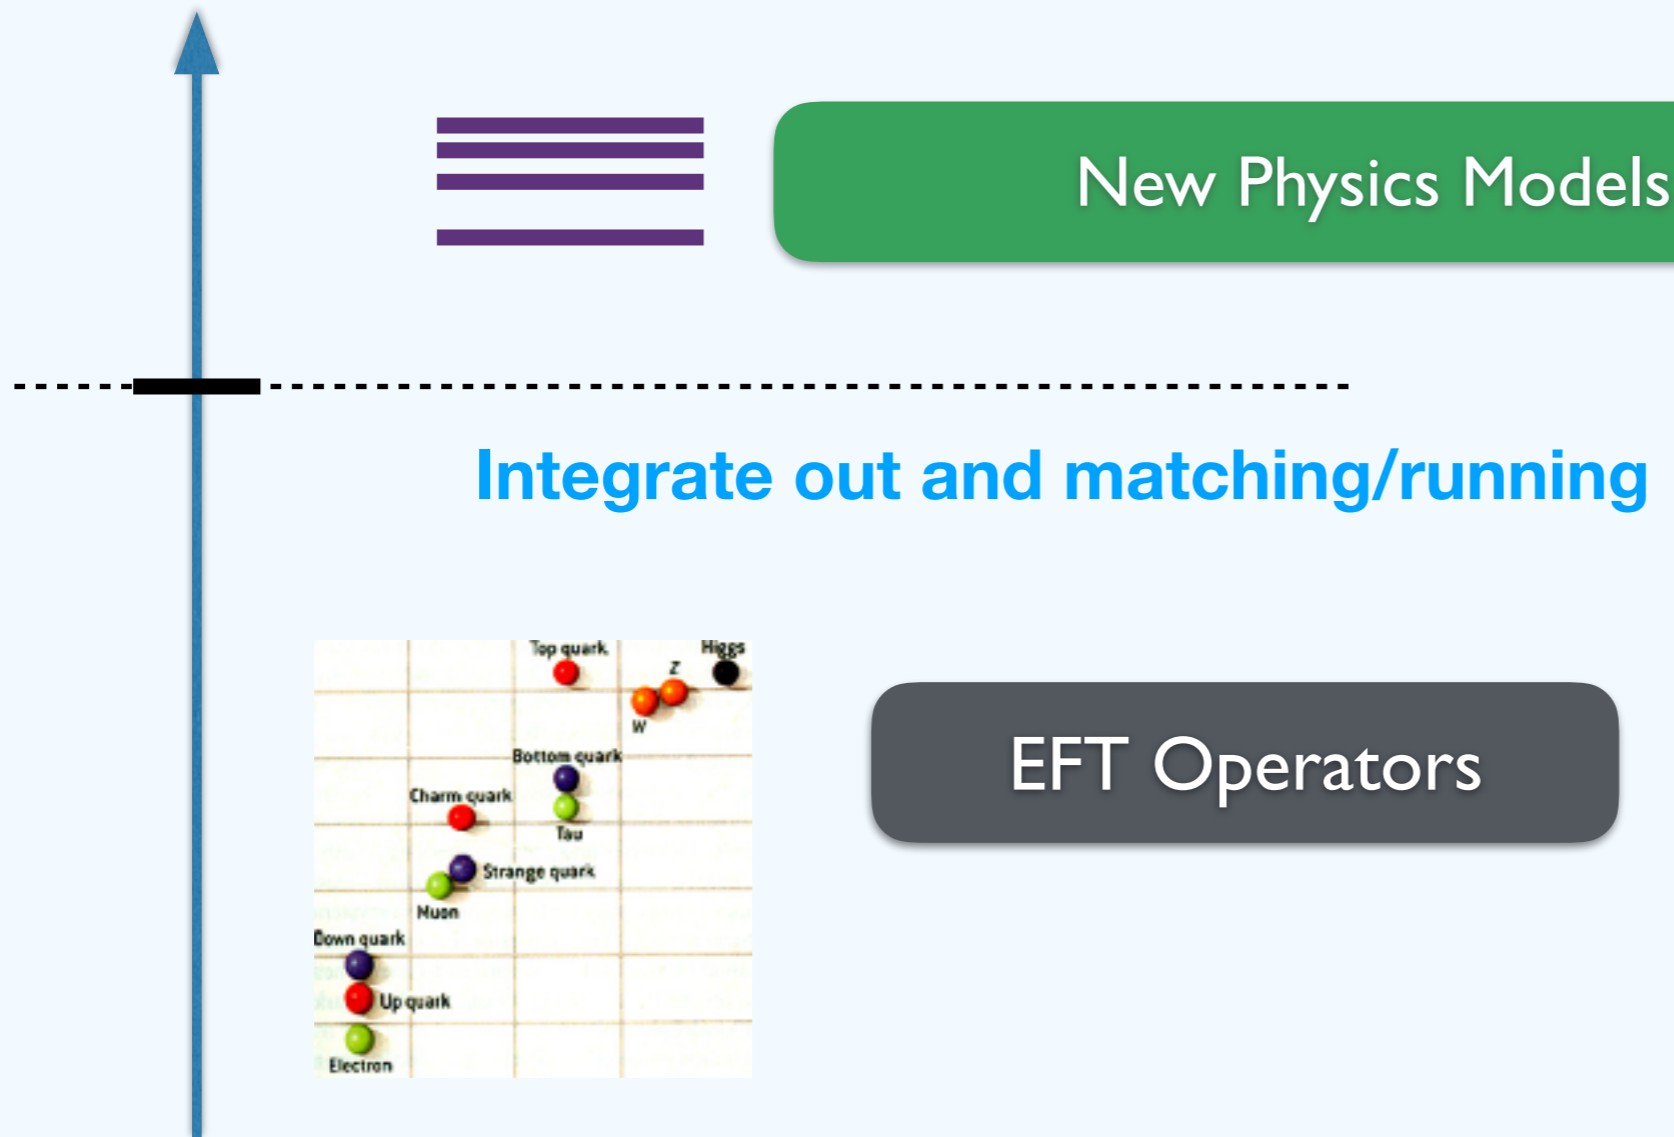 New Physics Models
Integrate out and matching/running
Top quark
Higgs
Z
W
EFT Operators
Bottom quark
Charm quark
Tau
Strange quark
Muon
Down quark
Up quark
Electron